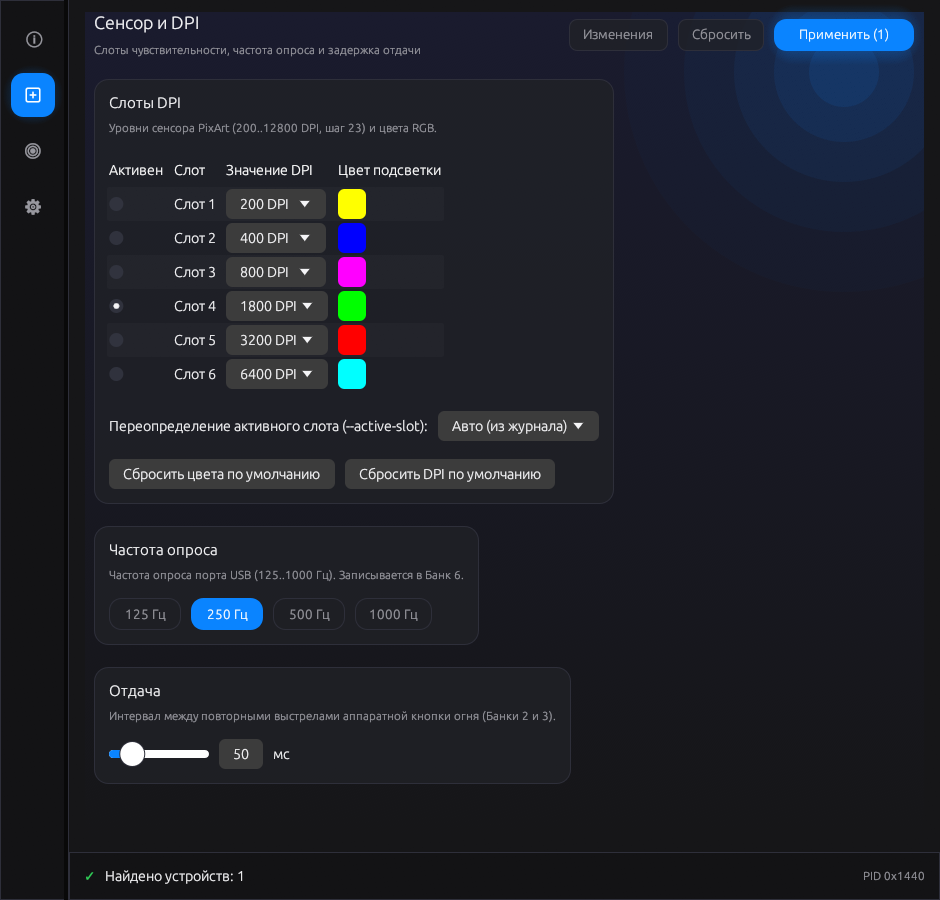 Сенсор и DPI
Слоты чувствительности, частота опроса и задержка отдачи
Изменения
Сбросить
Применить (1)
Слоты DPI
Уровни сенсора PixArt (200..12800 DPI, шаг 23) и цвета RGB.
Активен Слот Значение DPI Цвет подсветки
Слот 1 200 DPI
Слот 2 400 DPI
Слот 3 800 DPI
Слот 4 1800 DPI
Слот 5 3200 DPI
Слот 6 6400 DPI
Переопределение активного слота (--active-slot): Авто (из журнала)
Сбросить цвета по умолчанию Сбросить DPI по умолчанию
Частота опроса
Частота опроса порта USB (125..1000 Гц). Записывается в Банк 6.
125 Гц 250 Гц 500 Гц 1000 Гц
Отдача
Интервал между повторными выстрелами аппаратной кнопки огня (Банки 2 и 3).
50 мс
✓ Найдено устройств: 1
PID 0x1440